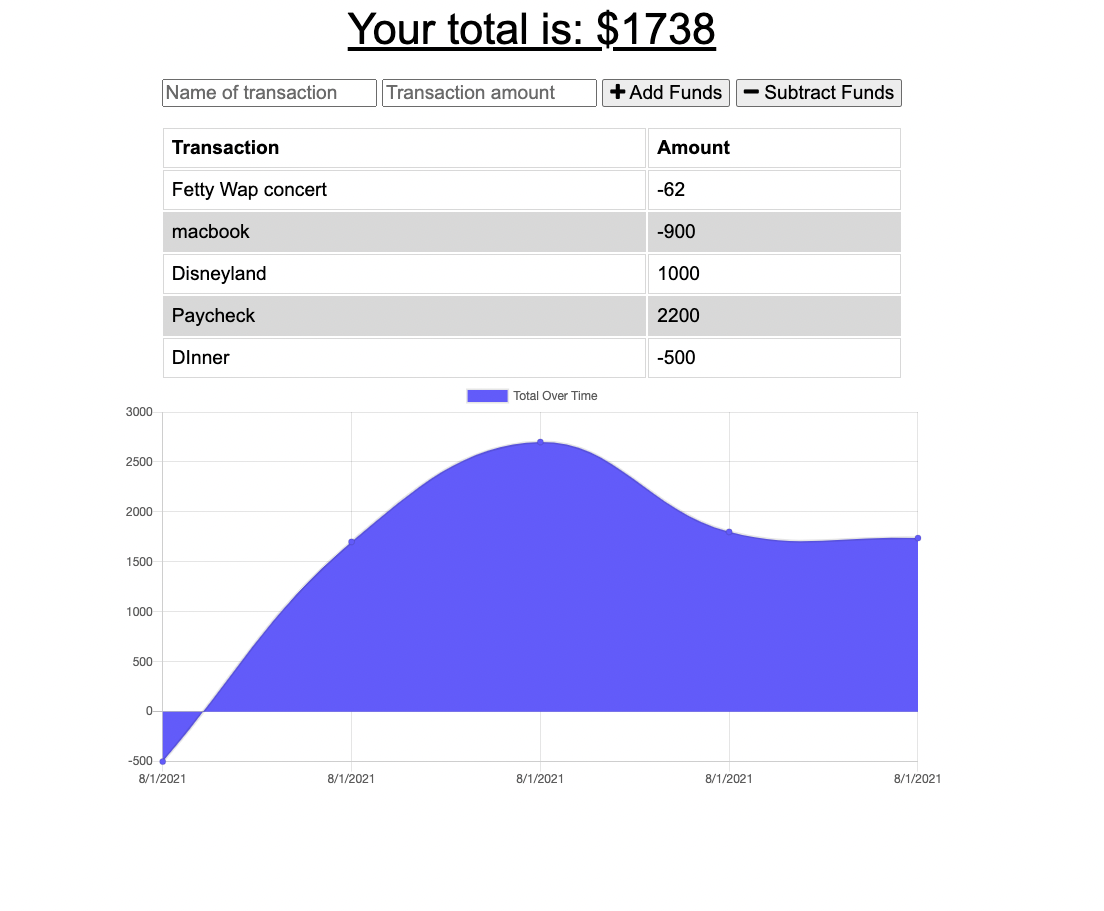 Your total is: $1738
Name of transaction Transaction amount Add Funds Subtract Funds
Transaction Amount
Fetty Wap concert -62
macbook -900
Disneyland 1000
Paycheck 2200
DInner -500
Total Over Time
3000
2500
2000
1500
1000
500
0
-500
8/1/2021 8/1/2021 8/1/2021 8/1/2021 8/1/2021